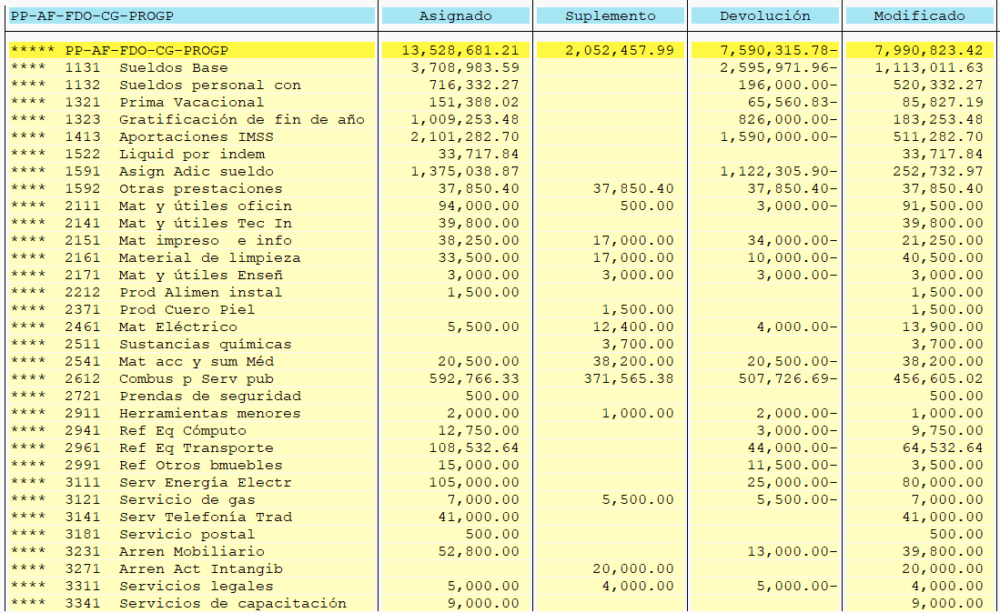 PP-AF-FDO-CG-PROGP Asignado Suplemento Devolución Modificado
***** PP-AF-FDO-CG-PROGP 13,528,681.21 2,052,457.99 7,590,315.78- 7,990,823.42
**** 1131 Sueldos Base 3,708,983.59 2,595,971.96- 1,113,011.63
**** 1132 Sueldos personal con 716,332.27 196,000.00- 520,332.27
**** 1321 Prima Vacacional 151,388.02 65,560.83- 85,827.19
**** 1323 Gratificación de fin de año 1,009,253.48 826,000.00- 183,253.48
**** 1413 Aportaciones IMSS 2,101,282.70 1,590,000.00- 511,282.70
**** 1522 Liquid por indem 33,717.84 33,717.84
**** 1591 Asign Adic sueldo 1,375,038.87 1,122,305.90- 252,732.97
**** 1592 Otras prestaciones 37,850.40 37,850.40 37,850.40- 37,850.40
**** 2111 Mat y útiles oficin 94,000.00 500.00 3,000.00- 91,500.00
**** 2141 Mat y útiles Tec In 39,800.00 39,800.00
**** 2151 Mat impreso e info 38,250.00 17,000.00 34,000.00- 21,250.00
**** 2161 Material de limpieza 33,500.00 17,000.00 10,000.00- 40,500.00
**** 2171 Mat y útiles Enseñ 3,000.00 3,000.00 3,000.00- 3,000.00
**** 2212 Prod Alimen instal 1,500.00 1,500.00
**** 2371 Prod Cuero Piel 1,500.00 1,500.00
**** 2461 Mat Eléctrico 5,500.00 12,400.00 4,000.00- 13,900.00
**** 2511 Sustancias químicas 3,700.00 3,700.00
**** 2541 Mat acc y sum Méd 20,500.00 38,200.00 20,500.00- 38,200.00
**** 2612 Combus p Serv pub 592,766.33 371,565.38 507,726.69- 456,605.02
**** 2721 Prendas de seguridad 500.00 500.00
**** 2911 Herramientas menores 2,000.00 1,000.00 2,000.00- 1,000.00
**** 2941 Ref Eq Cómputo 12,750.00 3,000.00- 9,750.00
**** 2961 Ref Eq Transporte 108,532.64 44,000.00- 64,532.64
**** 2991 Ref Otros bmuebles 15,000.00 11,500.00- 3,500.00
**** 3111 Serv Energía Electr 105,000.00 25,000.00- 80,000.00
**** 3121 Servicio de gas 7,000.00 5,500.00 5,500.00- 7,000.00
**** 3141 Serv Telefonía Trad 41,000.00 41,000.00
**** 3181 Servicio postal 500.00 500.00
**** 3231 Arren Mobiliario 52,800.00 13,000.00- 39,800.00
**** 3271 Arren Act Intangib 20,000.00 20,000.00
**** 3311 Servicios legales 5,000.00 4,000.00 5,000.00- 4,000.00
**** 3341 Servicios de capacitación 9,000.00 9,000.00